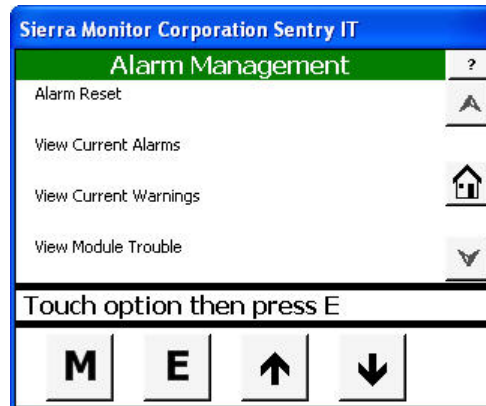 Sierra Monitor Corporation Sentry IT
Alarm Management
?
Alarm Reset
View Current Alarms
View Current Warnings
View Module Trouble
Touch option then press E
M E